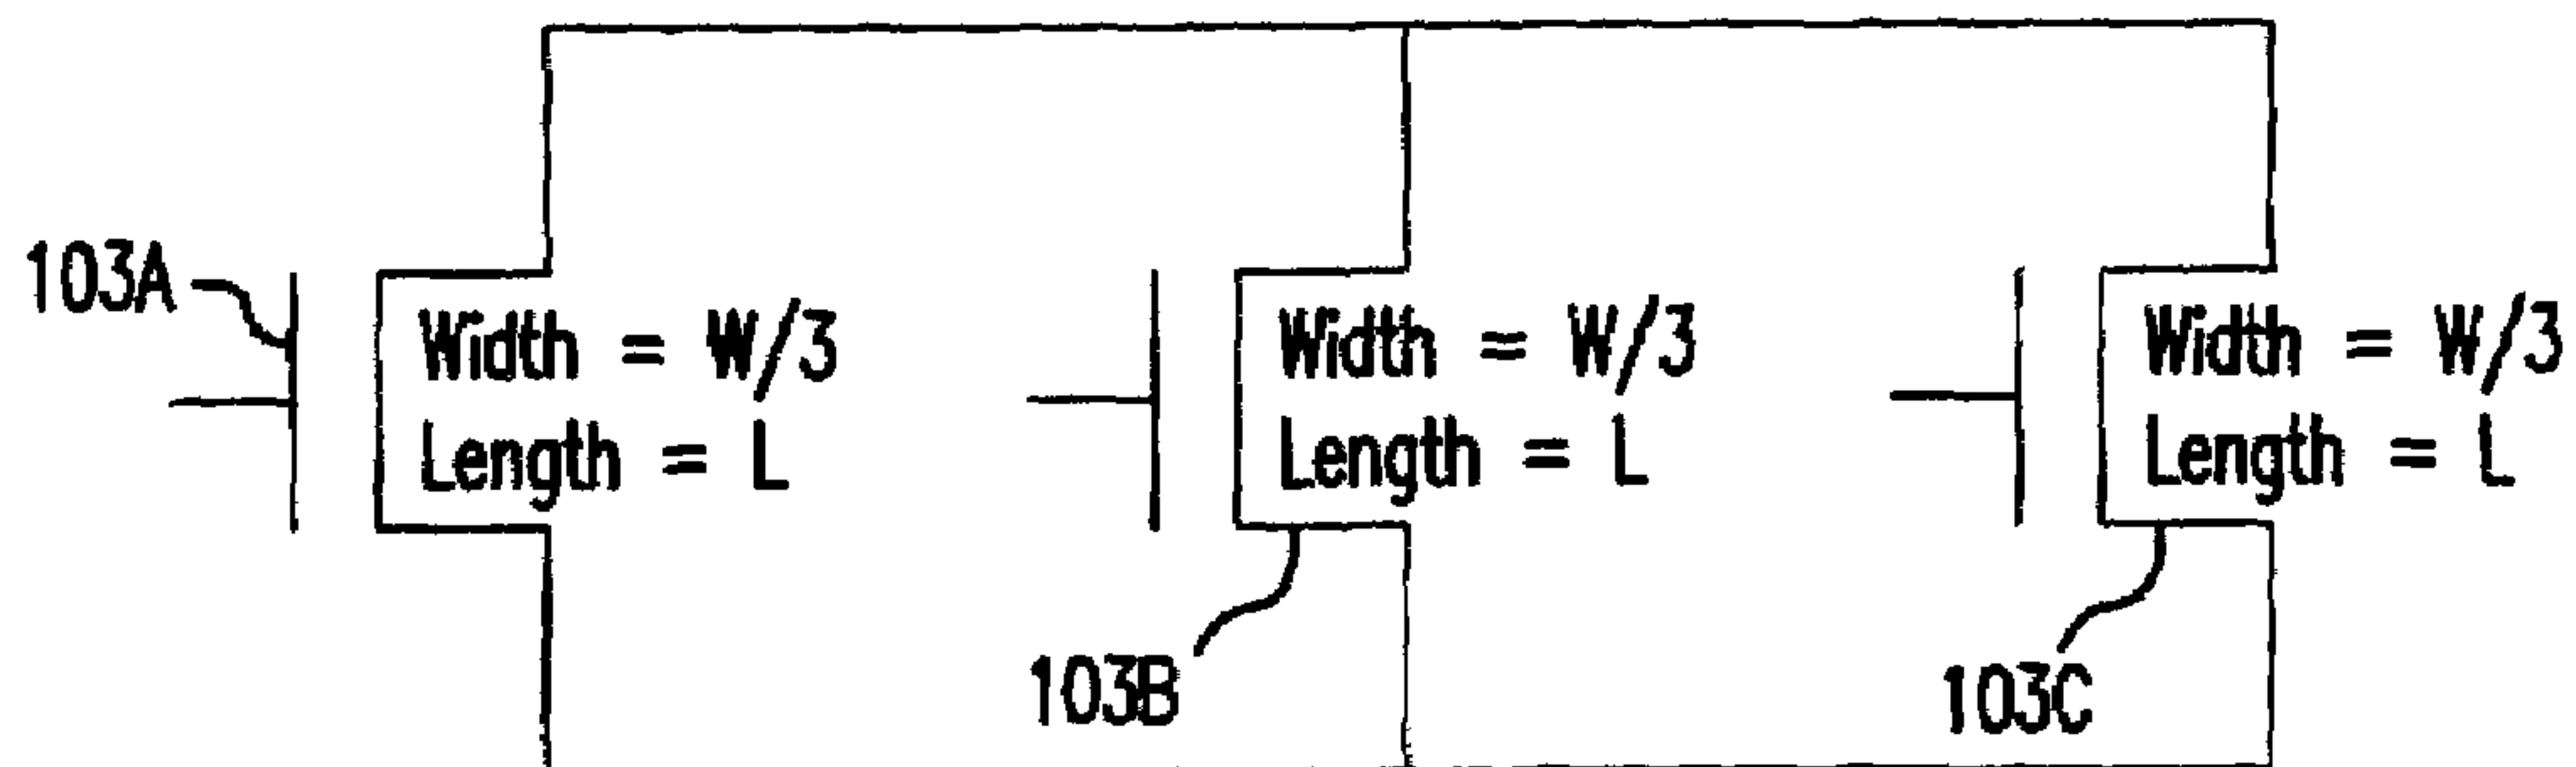 103A
Width = W/3
Length = L
Width = W/3
Length = L
103B
Width = W/3
Length = L
103C